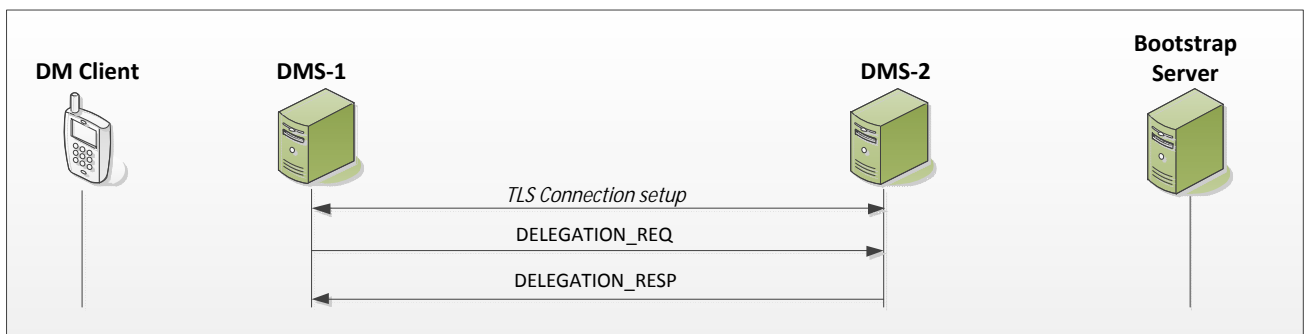 DM Client
DMS-1
DMS-2
Bootstrap
Server
TLS Connection setup
DELEGATION_REQ
DELEGATION_RESP